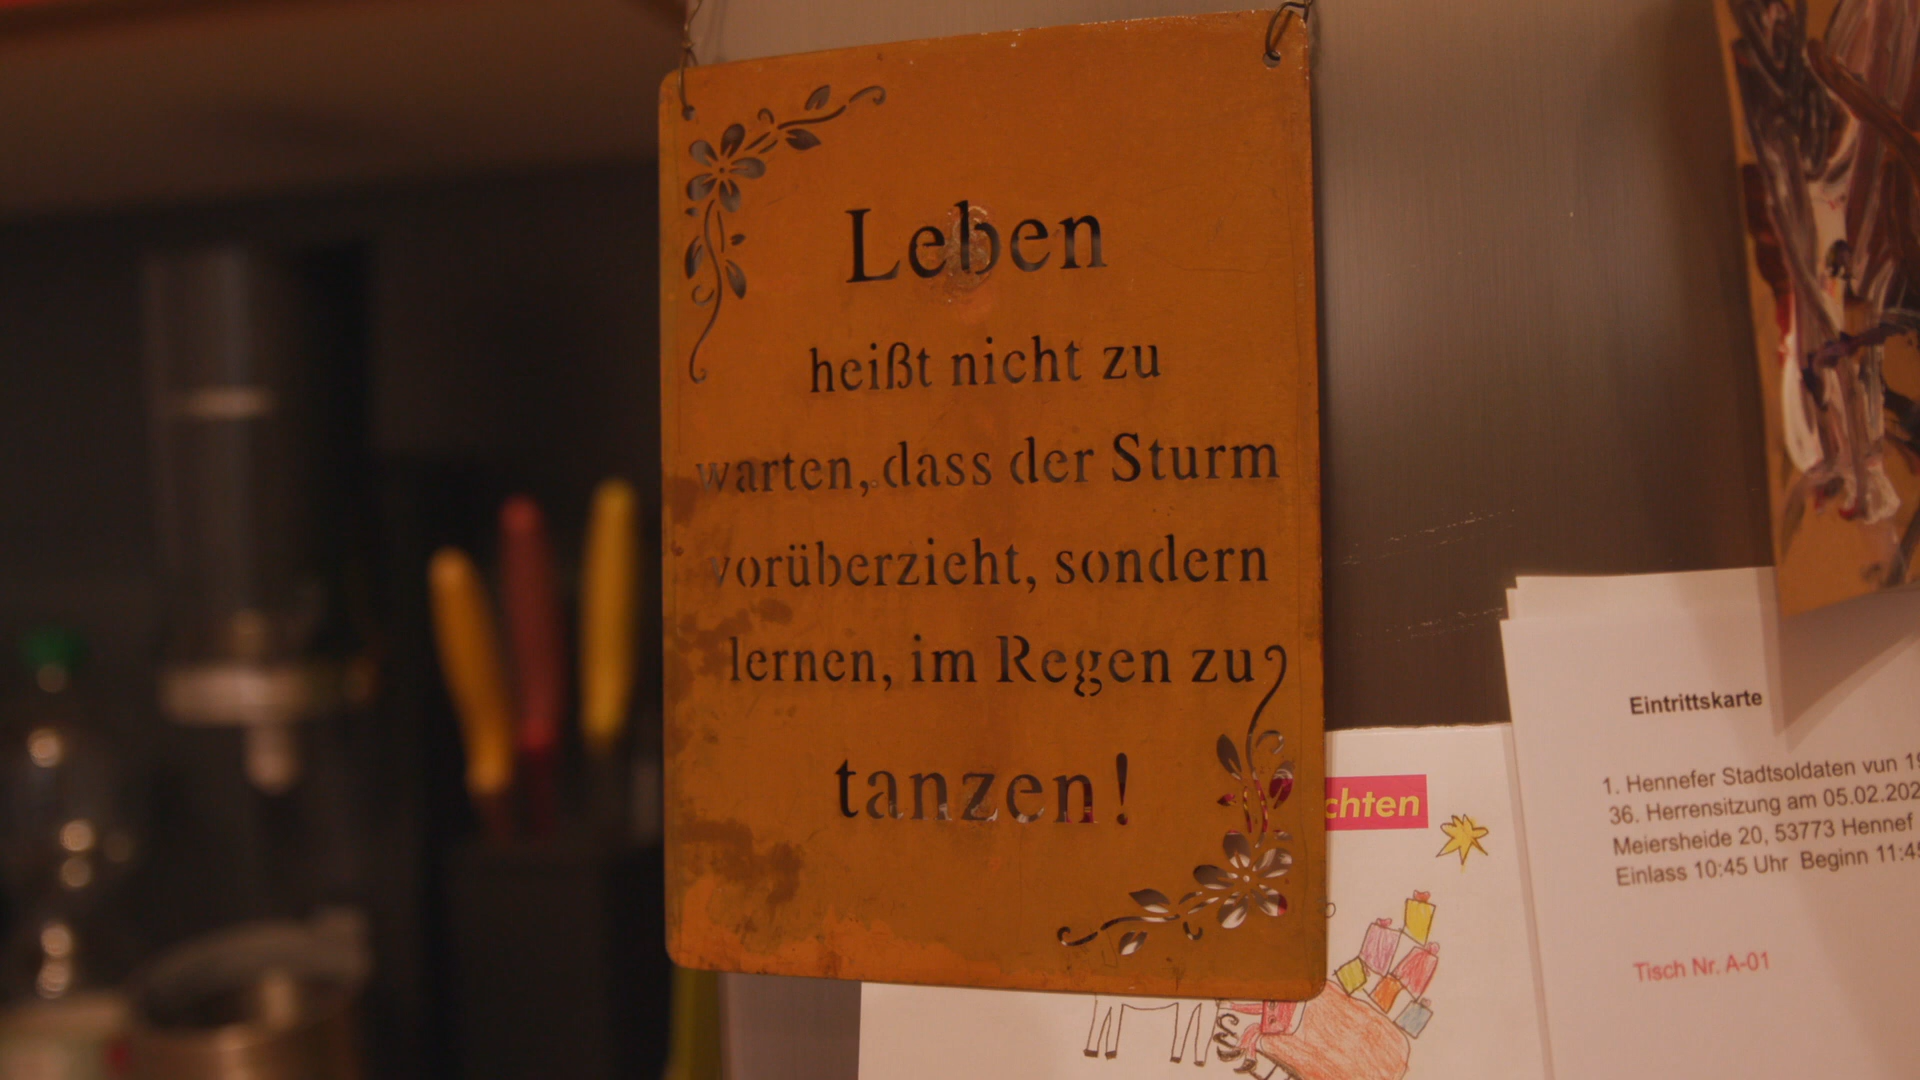 Leben
heißt nicht zu
warten, dass der Sturm
vorüberzieht, sondern
lernen, im Regen zu
tanzen!
chten
Eintrittskarte
1. Hennefer Stadtsoldaten vun 19
36. Herrensitzung am 05.02.202
Meiersheide 20, 53773 Hennef
Einlass 10:45 Uhr Beginn 11:45
Tisch Nr. A-01